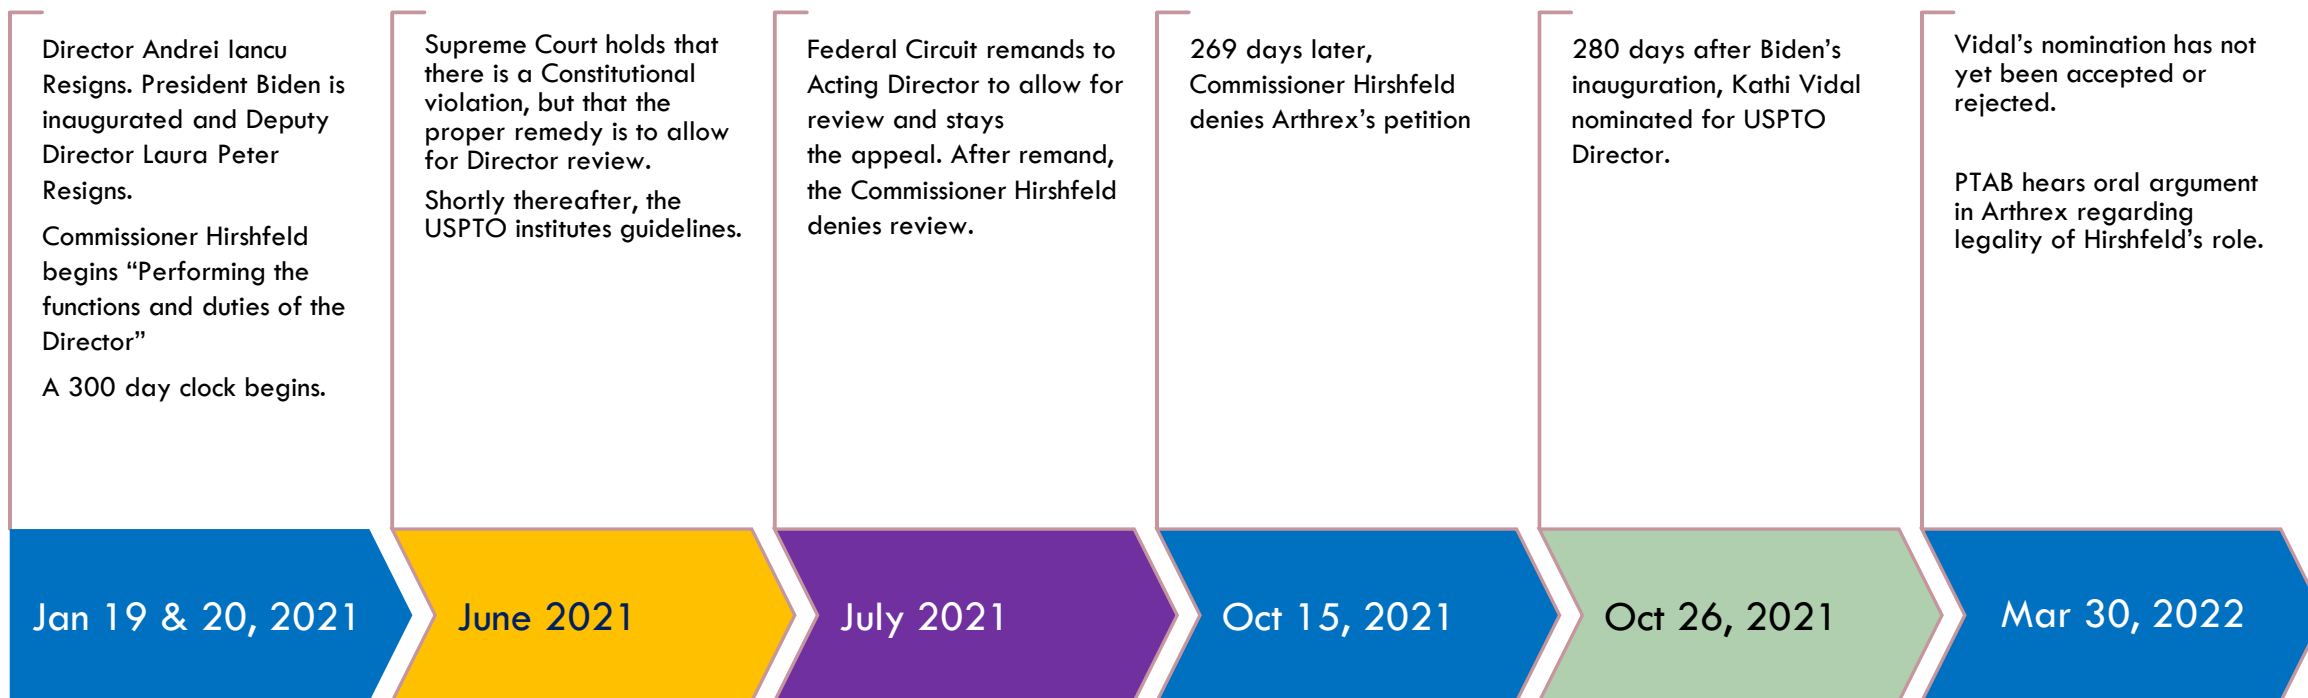 Director Andrei Iancu
Resigns. President Biden is
inaugurated and Deputy
Director Laura Peter
Resigns.
Commissioner Hirshfeld
begins “Performing the
functions and duties of the
Director”
A 300 day clock begins.
Jan 19 & 20, 2021
Supreme Court holds that
there is a Constitutional
violation, but that the
proper remedy is to allow
for Director review.
Shortly thereafter, the
USPTO institutes guidelines.
June 2021
Federal Circuit remands to
Acting Director to allow for
review and stays
the appeal. After remand,
the Commissioner Hirshfeld
denies review.
July 2021
269 days later,
Commissioner Hirshfeld
denies Arthrex’s petition
Oct 15, 2021
280 days after Biden’s
inauguration, Kathi Vidal
nominated for USPTO
Director.
Oct 26, 2021
Vidal’s nomination has not
yet been accepted or
rejected.
PTAB hears oral argument
in Arthrex regarding
legality of Hirshfeld’s role.
Mar 30, 2022